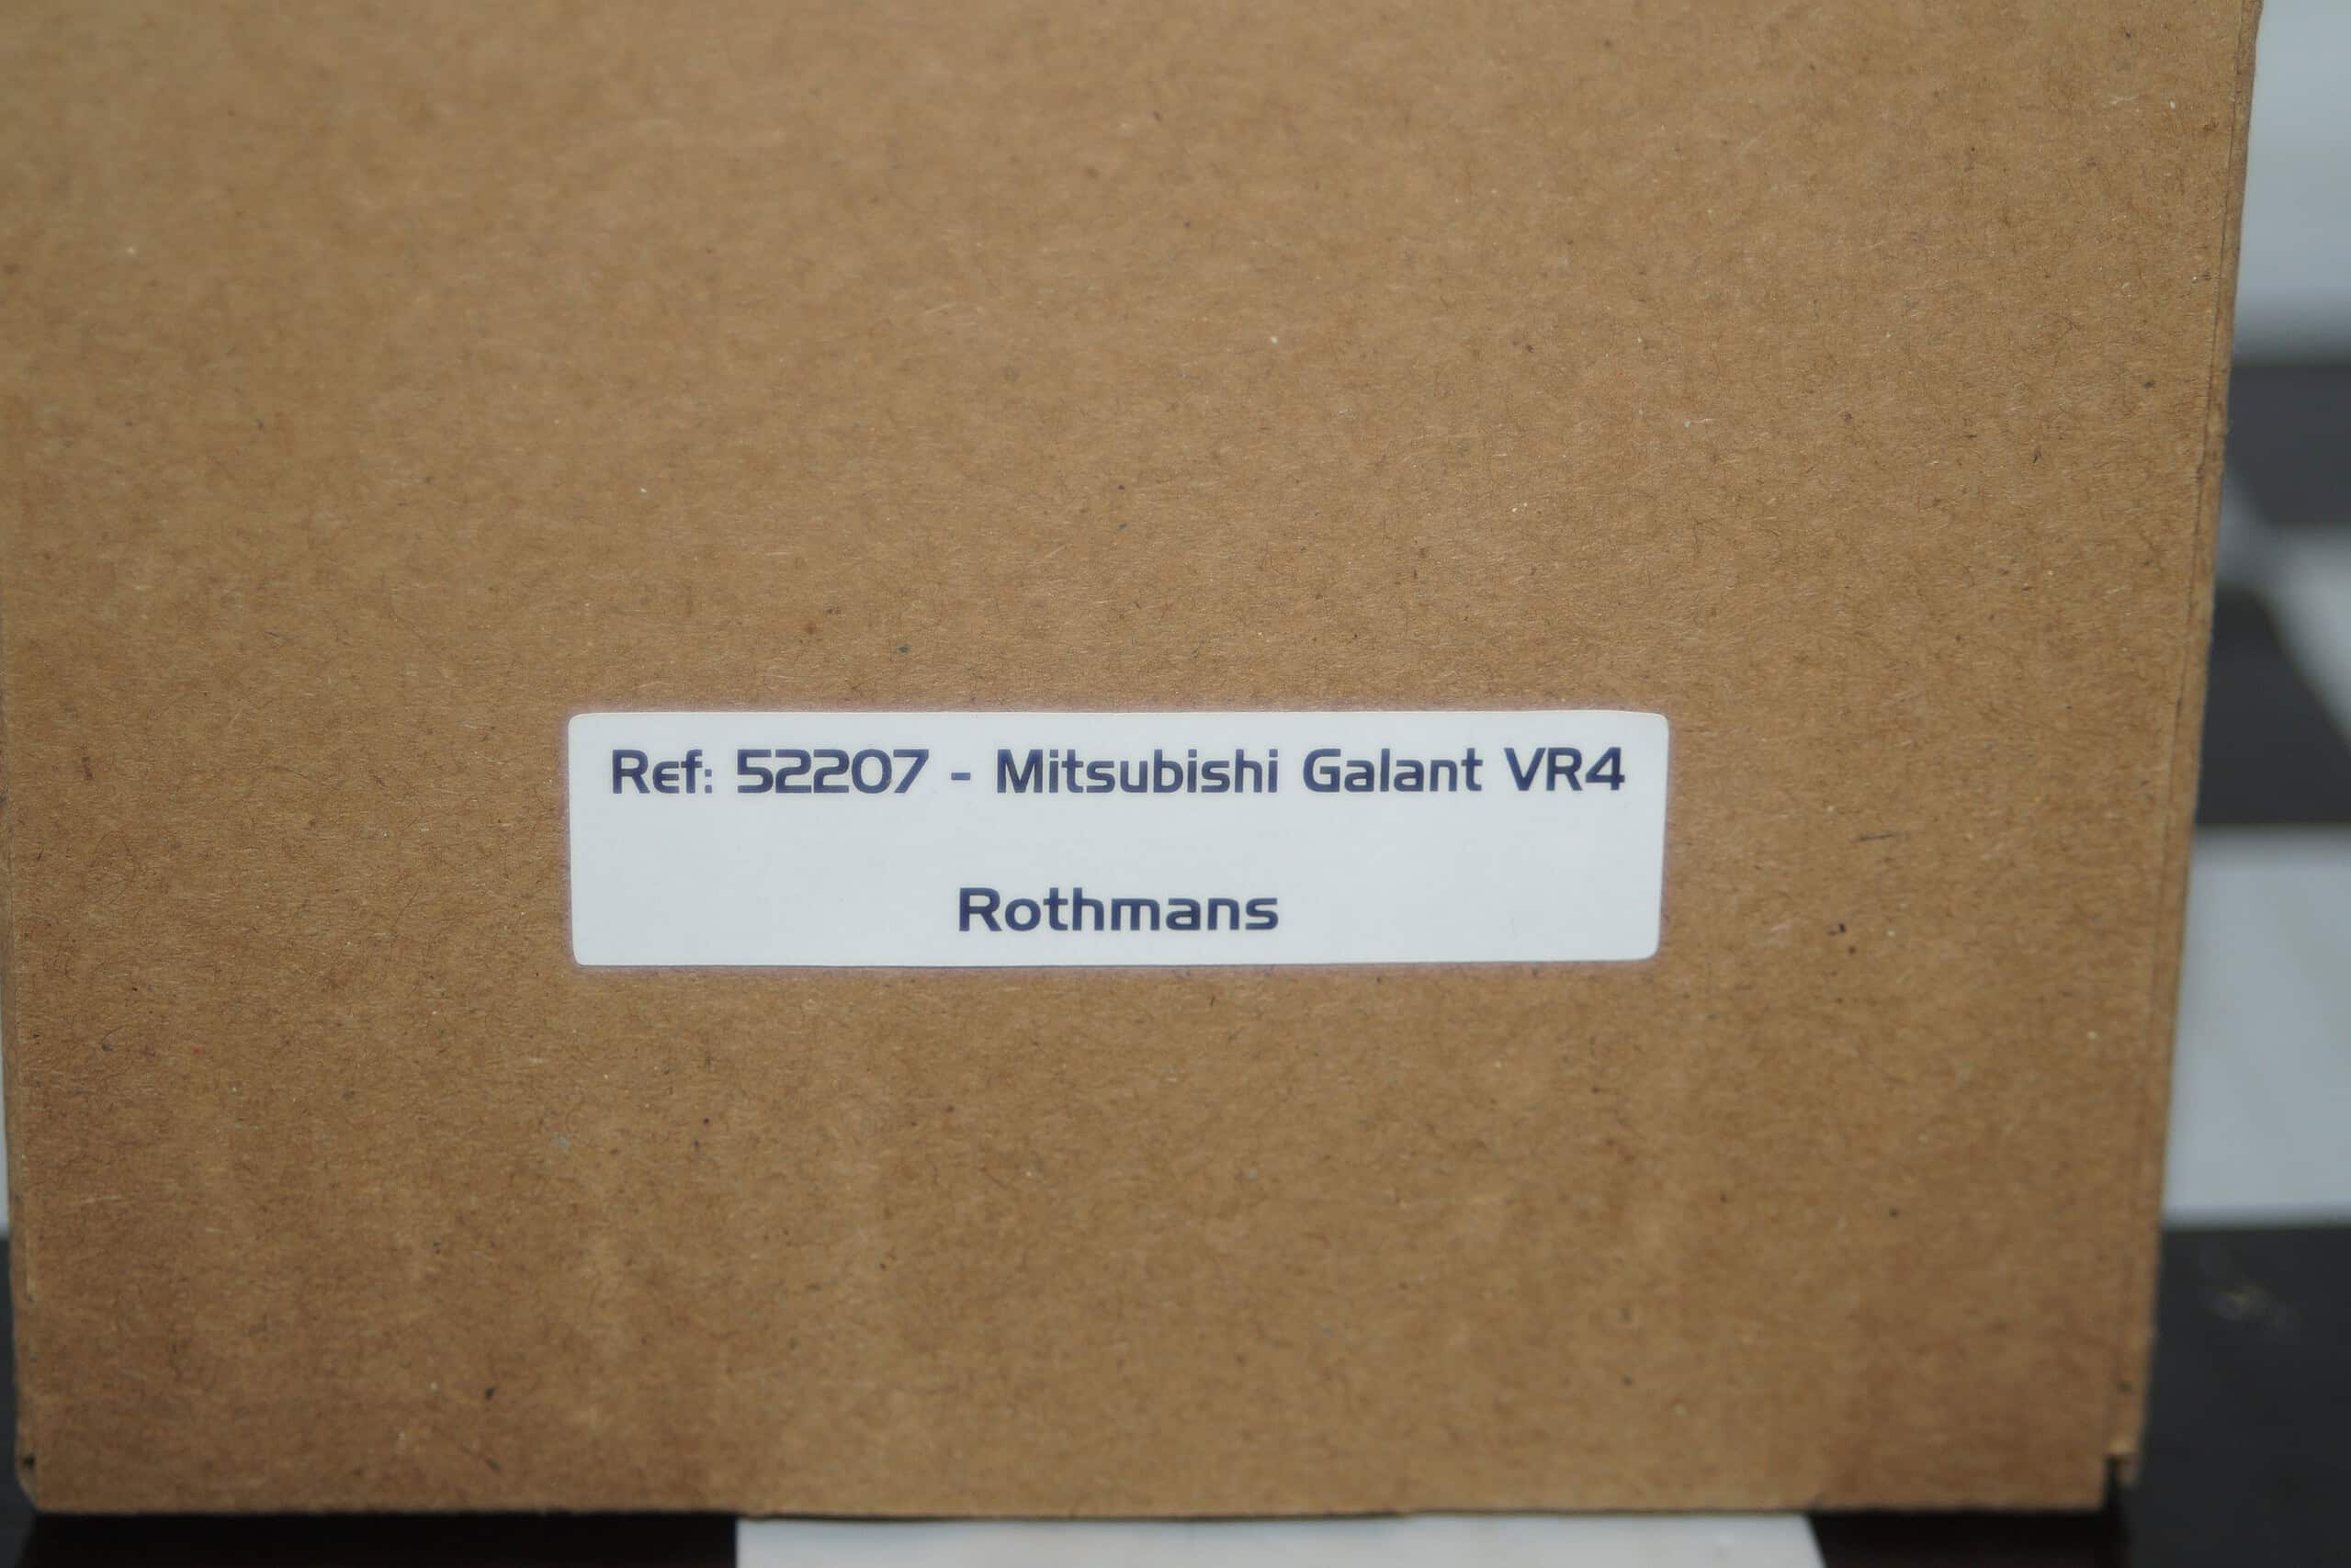 Ref: 52207 - Mitsubishi Galant VR4
Rothmans